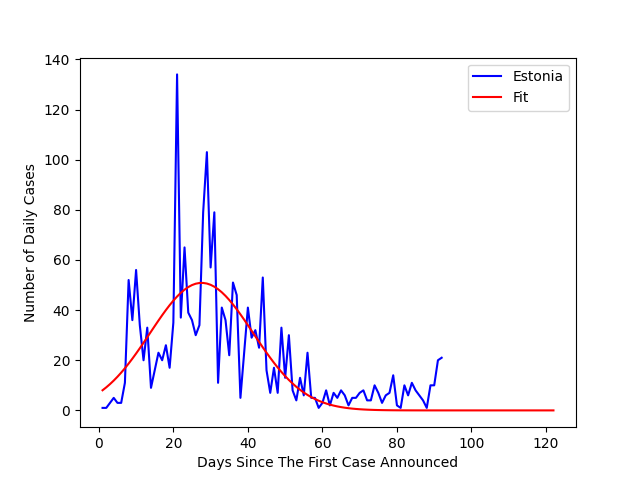 140
120
100
80
60
40
20
0
Number of Daily Cases
Estonia
Fit
0 20 40 60 80 100 120
Days Since The First Case Announced